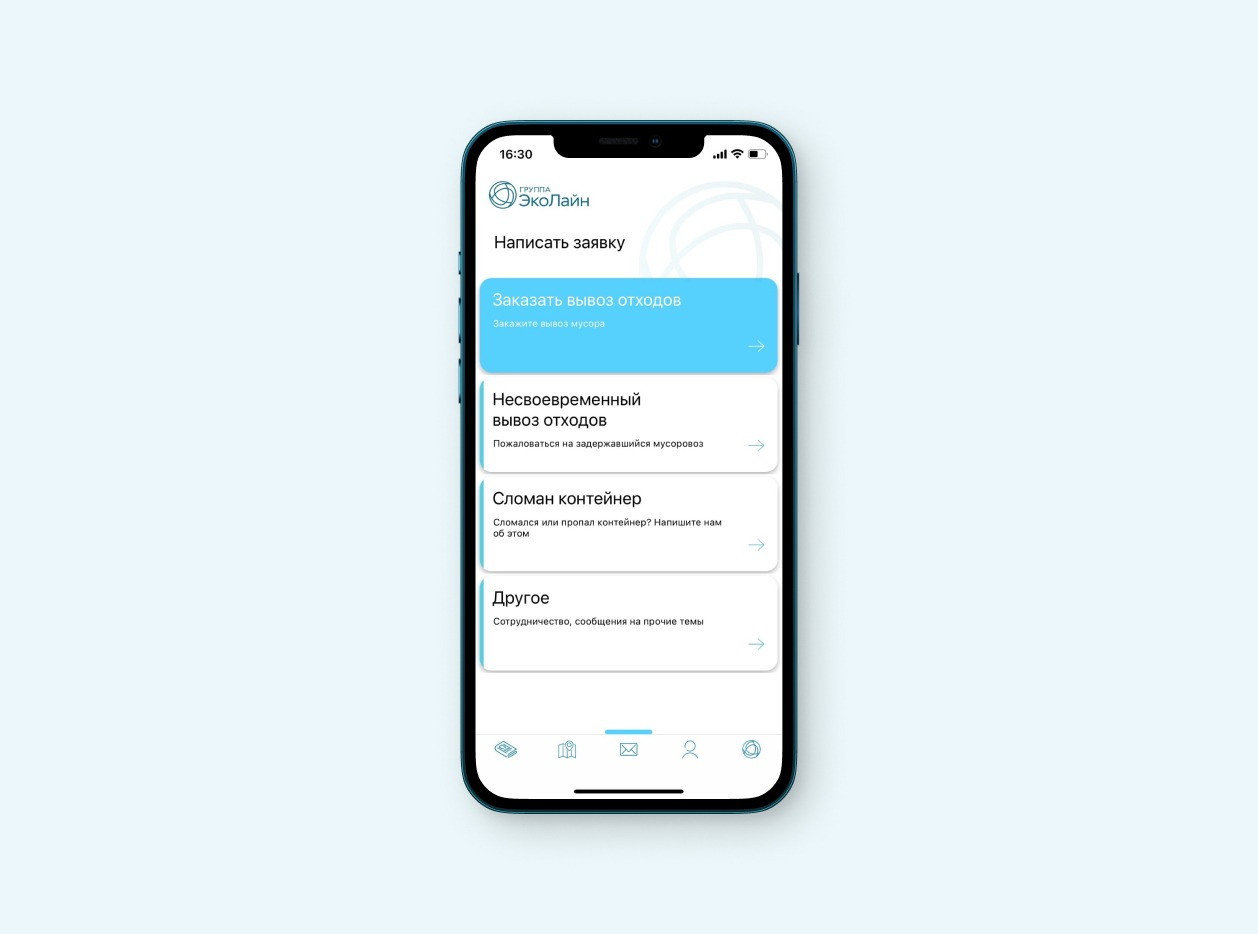 16:30
ГРУППА
ЭкоЛайн
Написать заявку
Заказать вывоз отходов
Закажите вывоз мусора
Несвоевременный
вывоз отходов
Пожаловаться на задержавшийся мусоровоз
Сломан контейнер
Сломался или пропал контейнер? Напишите нам
об этом
Другое
Сотрудничество, сообщения на прочие темы